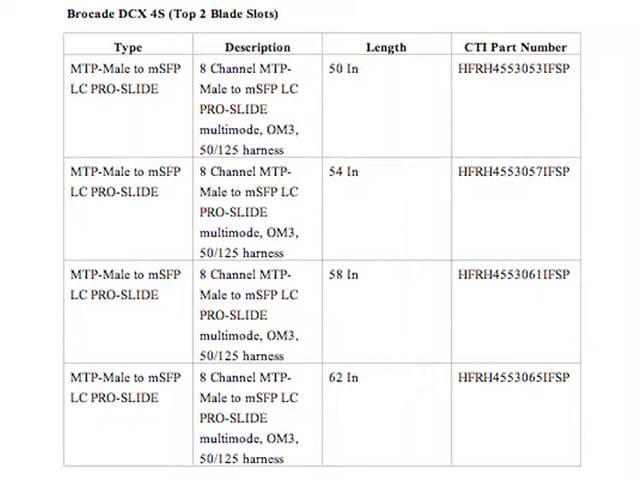 Brocade DCX 4S (Top 2 Blade Slots)
Type Description Length CTI Part Number
MTP-Male to mSFP 8 Channel MTP- 50 In HFRH4553053IFSP
LC PRO-SLIDE Male to mSFP LC
PRO-SLIDE
multimode, OM3,
50/125 harness
MTP-Male to mSFP 8 Channel MTP- 54 In HFRH4553057IFSP
LC PRO-SLIDE Male to mSFP LC
PRO-SLIDE
multimode, OM3,
50/125 harness
MTP-Male to mSFP 8 Channel MTP- 58 In HFRH4553061IFSP
LC PRO-SLIDE Male to mSFP LC
PRO-SLIDE
multimode, OM3,
50/125 harness
MTP-Male to mSFP 8 Channel MTP- 62 In HFRH4553065IFSP
LC PRO-SLIDE Male to mSFP LC
PRO-SLIDE
multimode, OM3,
50/125 harness